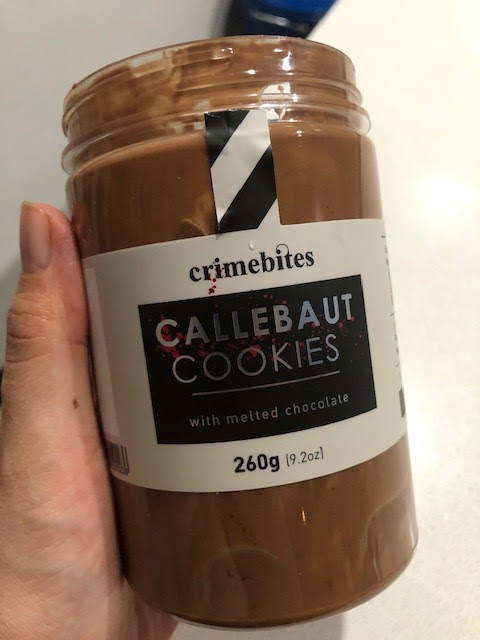 crimebites
CALLEBAUT
COOKIES
with melted chocolate
260g (9.2oz)